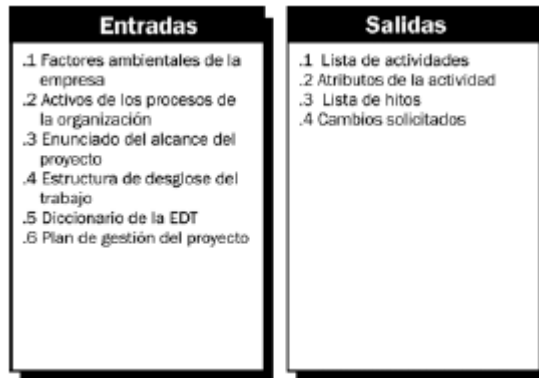 Entradas
.1 Factores ambientales de la
empresa
.2 Activos de los procesos de
la organización
.3 Enunciado del alcance del
proyecto
.4 Estructura de desglose del
trabajo
.5 Diccionario de la EDT
.6 Plan de gestión del proyecto
Salidas
.1 Lista de actividades
.2 Atributos de la actividad
.3 Lista de hitos
.4 Cambios solicitados